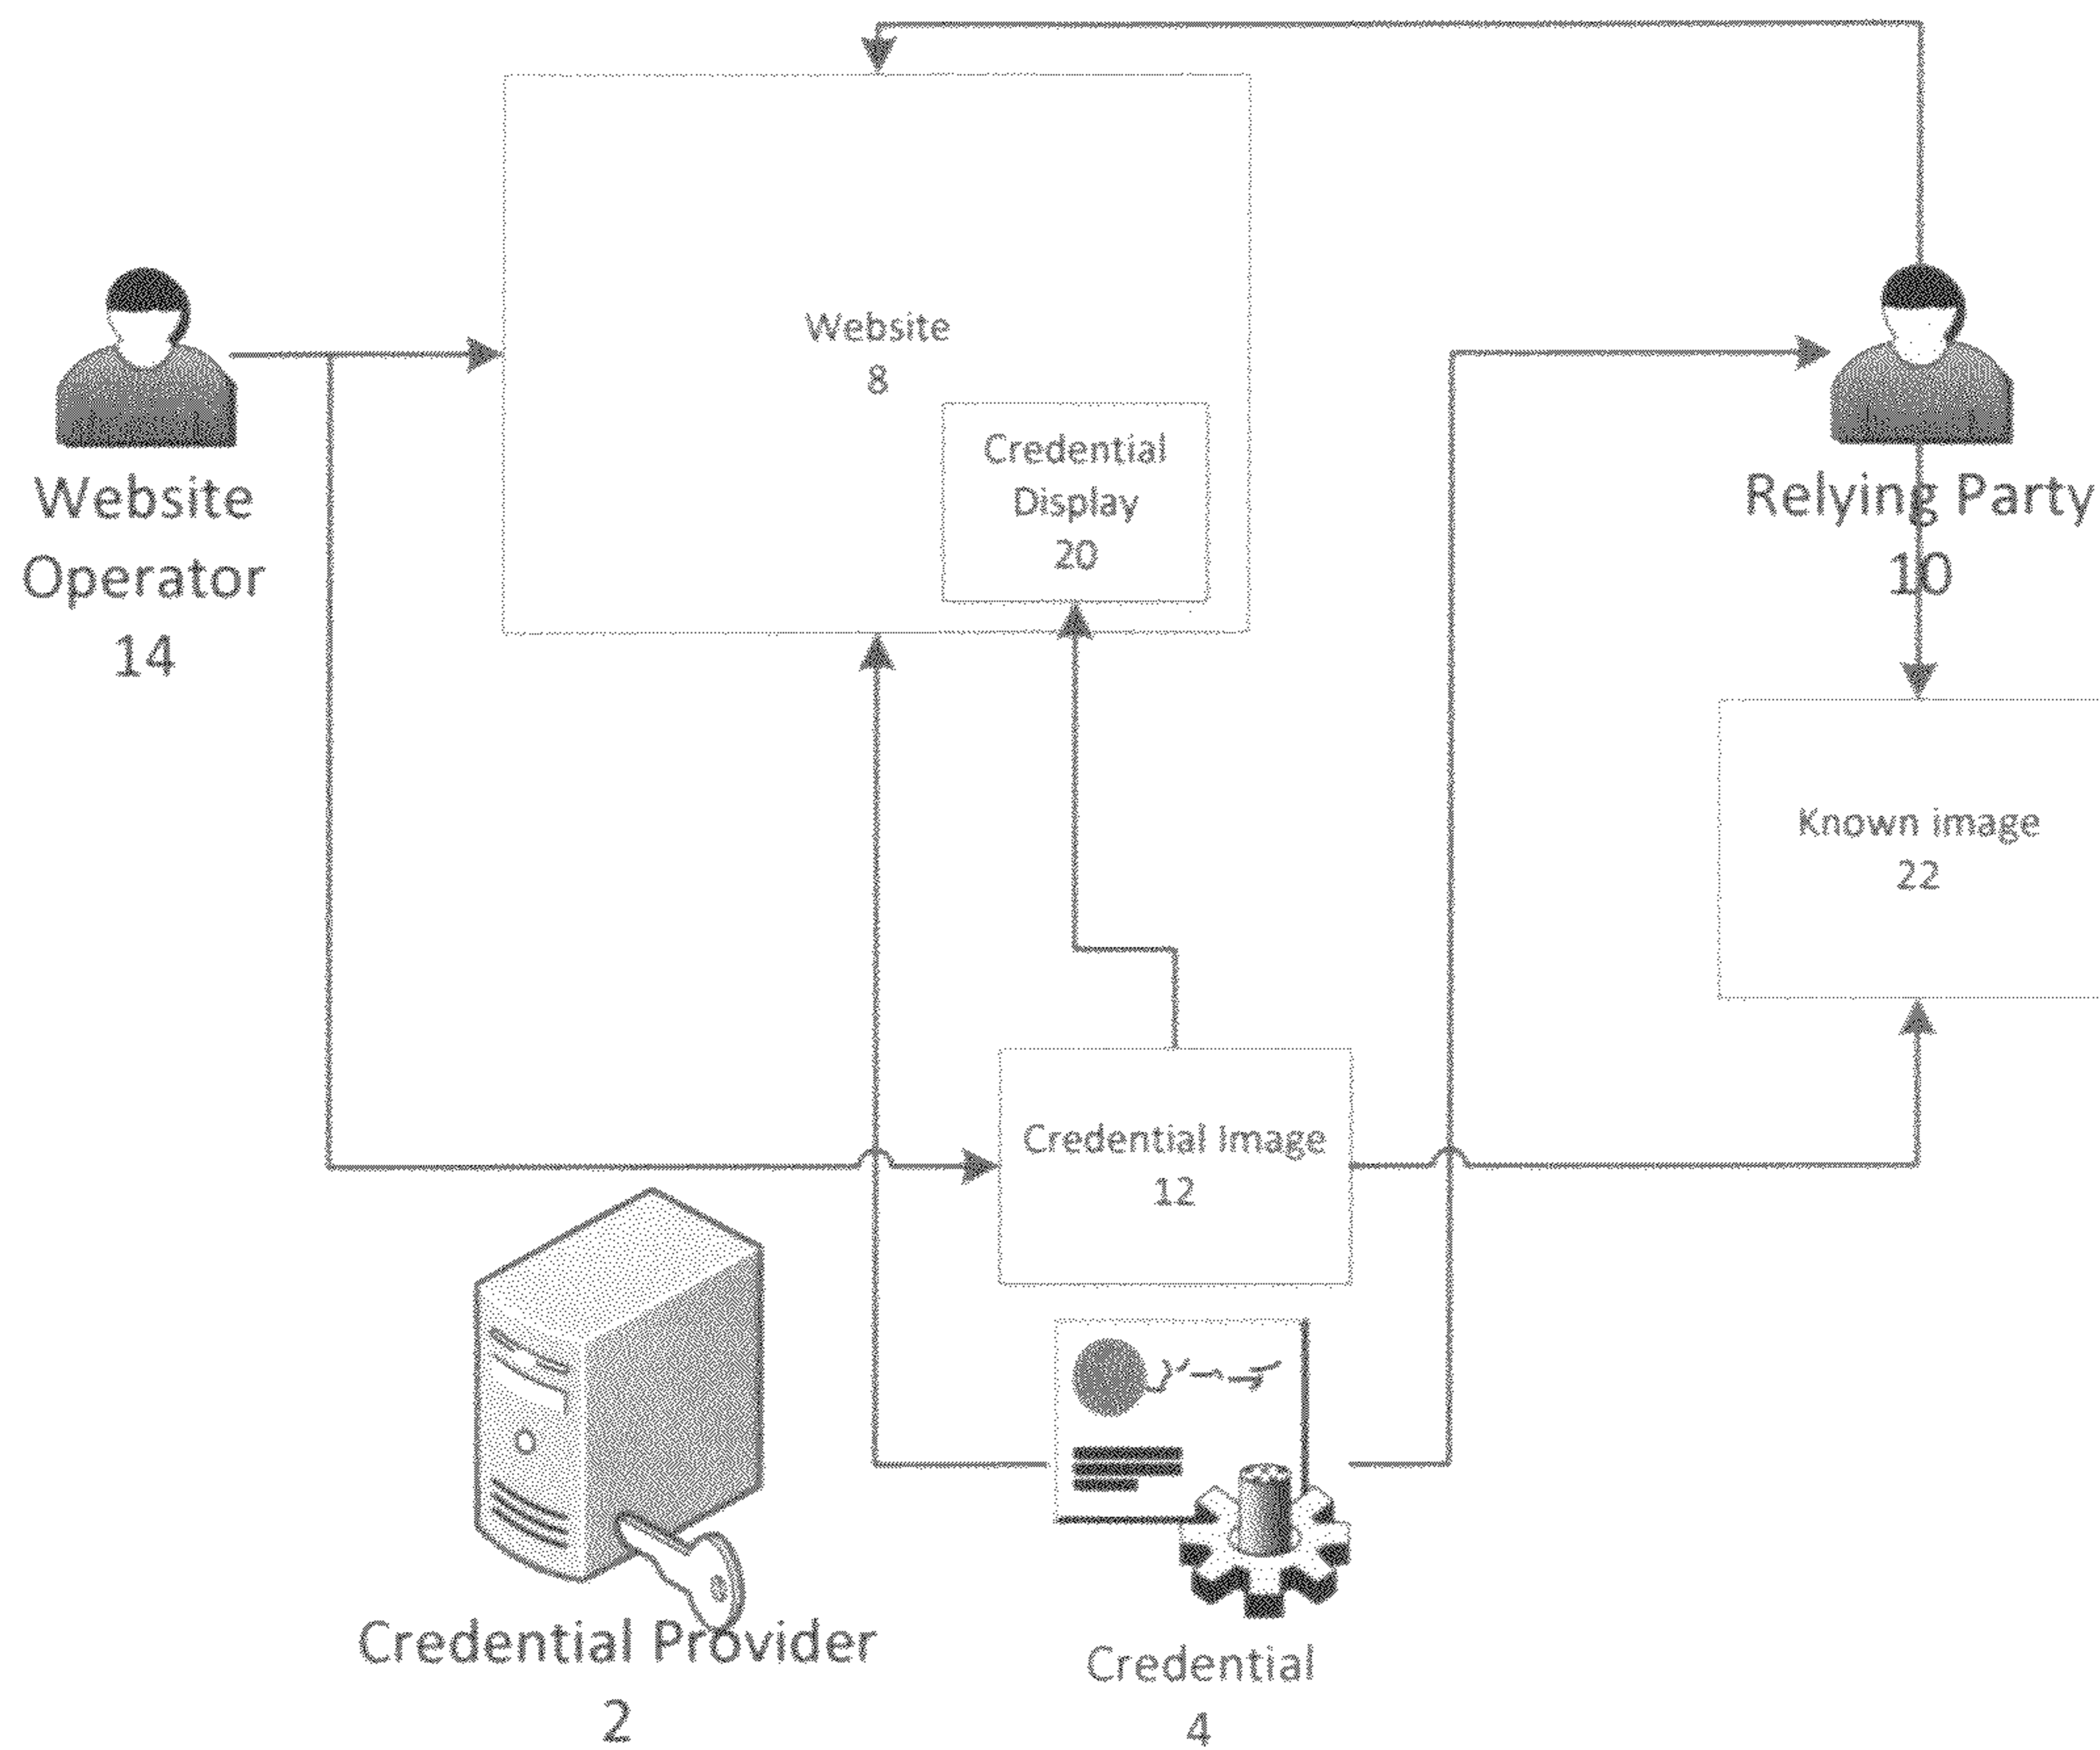 Website
8
Credential
Display
20
Website
Operator
14
Relying Party
10
Known image
22
Credential Image
12
Credential Provider
2
Credential
4